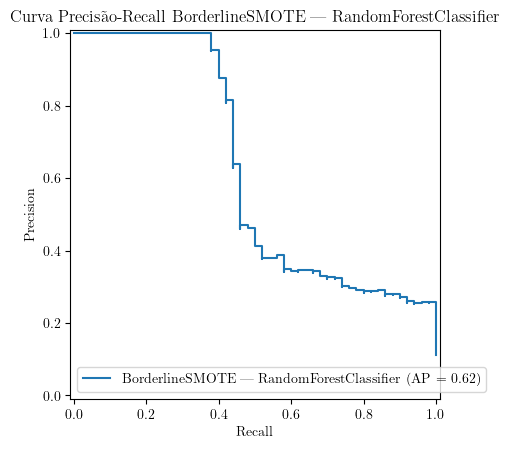 Curva Precisão-Recall BorderlineSMOTE — RandomForestClassifier
1.0
0.8
0.6
0.4
0.2
0.0
Precision
BorderlineSMOTE — RandomForestClassifier (AP = 0.62)
0.0 0.2 0.4 0.6 0.8 1.0
Recall